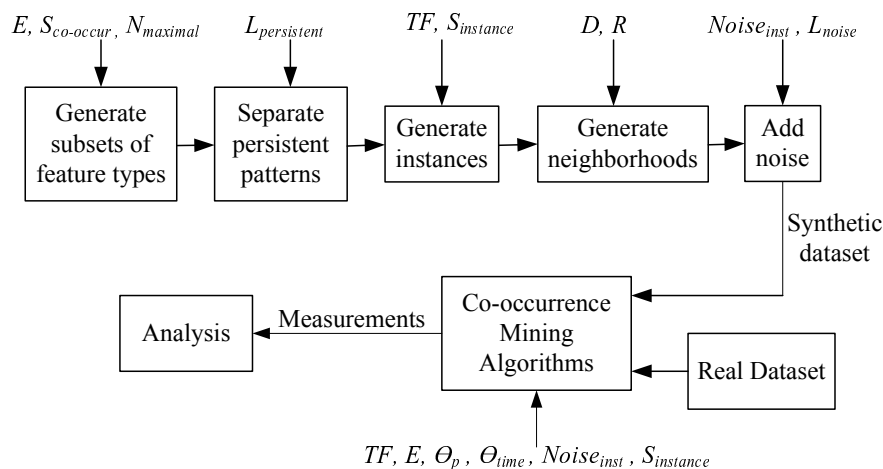 E, S_co-occur, N_maximal
L_persistent
TF, S_instance
D, R
Noise_inst , L_noise
Generate
subsets of
feature types
Separate
persistent
patterns
Generate
instances
Generate
neighborhoods
Add
noise
Synthetic
dataset
Analysis
Measurements
Co-occurrence
Mining
Algorithms
Real Dataset
TF, E, Θ_p , Θ_time , Noise_inst , S_instance